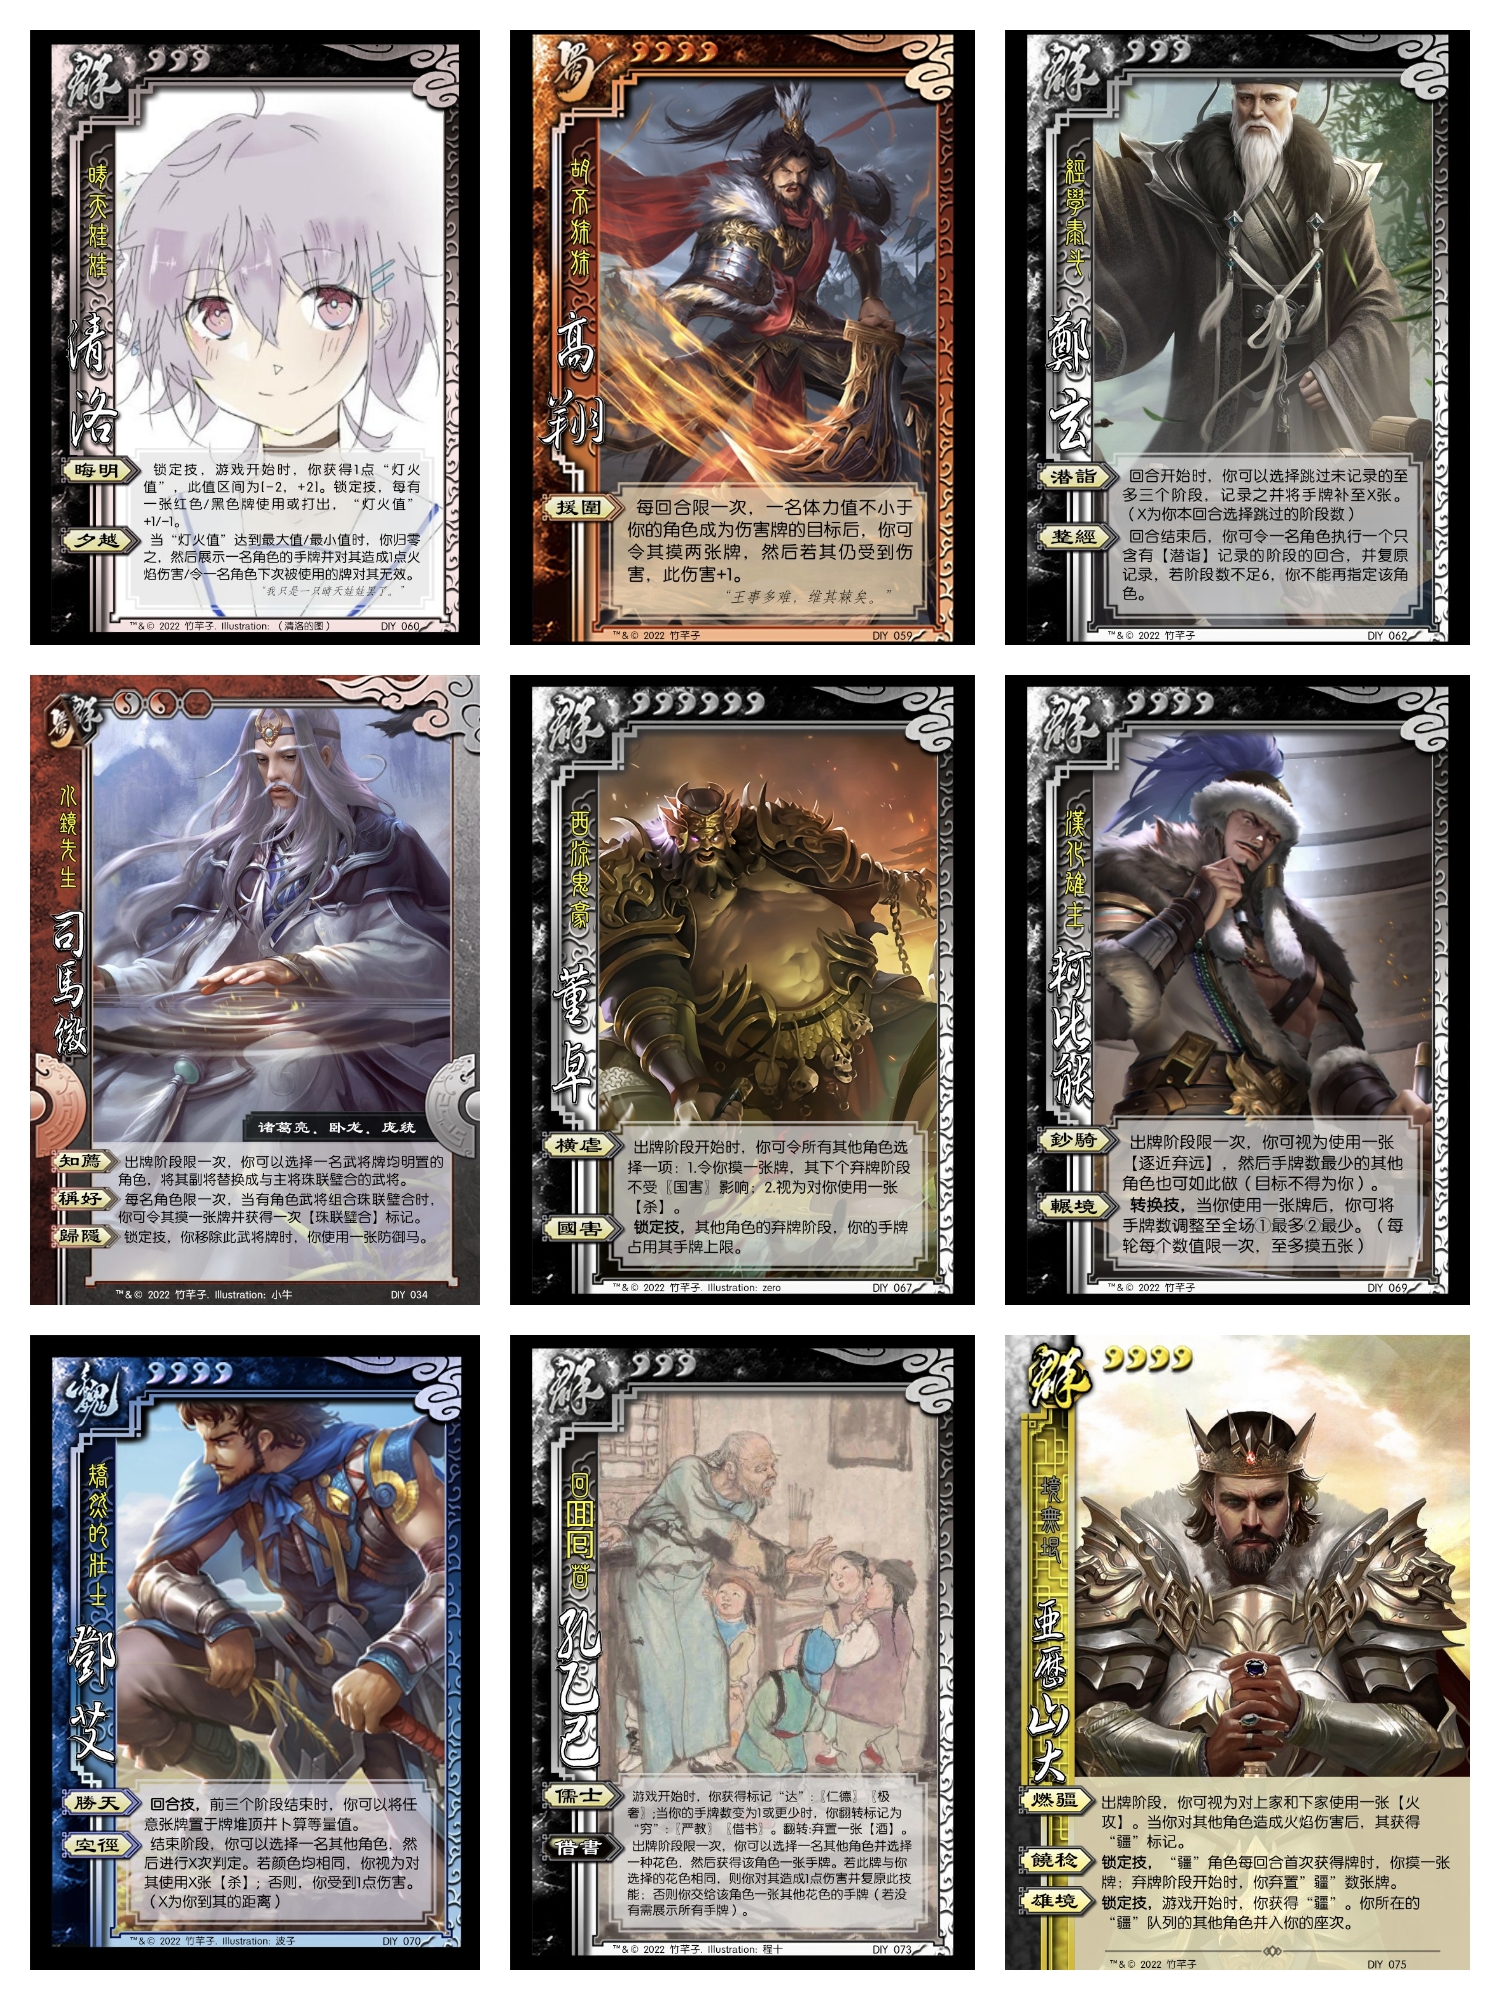 群
晴天娃娃
清洛
晦明
锁定技，游戏开始时，你获得1点“灯火
值”，此值区间为[-2，+2]。锁定技，每有
一张红色/黑色牌使用或打出，“灯火值”
+1/-1。
夕越
当“灯火值”达到最大值/最小值时，你归零
之，然后展示一名角色的手牌并对其造成1点火
焰伤害/令一名角色下次被使用的牌对其无效。
“我只是一只晴天娃娃罢了。”
™&© 2022 竹芊子. Illustration: （清洛的图）
DIY 060
蜀
高翔
援圍
每回合限一次，一名体力值不小于
你的角色成为伤害牌的目标后，你可
令其摸两张牌，然后若其仍受到伤
害，此伤害+1。
“王事多难，维其棘矣。”
™&© 2022 竹芊子
DIY 059
群
經學泰斗
鄭玄
潜詣
回合开始时，你可以选择跳过未记录的至
多三个阶段，记录之并将手牌补至X张。
（X为你本回合选择跳过的阶段数）
整經
回合结束后，你可令一名角色执行一个只
含有【潜诣】记录的阶段的回合，并复原
记录，若阶段数不足6，你不能再指定该角
色。
™&© 2022 竹芊子
DIY 062
蜀群
水鏡先生
司馬徽
诸葛亮、卧龙、庞统
知薦
出牌阶段限一次，你可以选择一名武将牌均明置的
角色，将其副将替换成与主将珠联璧合的武将。
稱好
每名角色限一次，当有角色武将组合珠联璧合时，
你可令其摸一张牌并获得一次【珠联璧合】标记。
歸隱
锁定技，你移除此武将牌时，你使用一张防御马。
™&© 2022 竹芊子. Illustration: 小牛
DIY 034
群
西凉鬼豪
董卓
橫虐
出牌阶段开始时，你可令所有其他角色选
择一项：1.令你摸一张牌，其下个弃牌阶段
不受〖国害〗影响；2.视为对你使用一张
【杀】。
國害
锁定技，其他角色的弃牌阶段，你的手牌
占用其手牌上限。
™&© 2022 竹芊子. Illustration: zero
DIY 067
群
漢化雄主
軻比能
鈔騎
出牌阶段限一次，你可视为使用一张
【逐近弃远】，然后手牌数最少的其他
角色也可如此做（目标不得为你）。
輾境
转换技，当你使用一张牌后，你可将
手牌数调整至全场①最多②最少。（每
轮每个数值限一次，至多摸五张）
™&© 2022 竹芊子
DIY 069
魏
矯然的壯士
鄧艾
勝天
回合技，前三个阶段结束时，你可以将任
意张牌置于牌堆顶并卜算等量值。
空徑
结束阶段，你可以选择一名其他角色，然
后进行X次判定。若颜色均相同，你视为对
其使用X张【杀】；否则，你受到1点伤害。
（X为你到其的距离）
™&© 2022 竹芊子. Illustration: 波子
DIY 070
群
孔乙己
儒士
游戏开始时，你获得标记“达”:〖仁德〗〖极
奢〗;当你的手牌数变为1或更少时，你翻转标记为
“穷”:〖严教〗〖借书〗。翻转:弃置一张【酒】。
借書
出牌阶段限一次，你可以选择一名其他角色并选择
一种花色，然后获得该角色一张手牌。若此牌与你
选择的花色相同，则你对其造成1点伤害并复原此技
能；否则你交给该角色一张其他花色的手牌（若没
有需展示所有手牌）。
™&© 2022 竹芊子. Illustration: 程十
DIY 073
群
境無垠
亚歷山大
燃疆
出牌阶段，你可视为对上家和下家使用一张【火
攻】。当你对其他角色造成火焰伤害后，其获得
“疆”标记。
饒稔
锁定技，“疆”角色每回合首次获得牌时，你摸一张
牌；弃牌阶段开始时，你弃置”疆”数张牌。
雄境
锁定技，游戏开始时，你获得“疆”。你所在的
“疆”队列的其他角色并入你的座次。
™&© 2022 竹芊子
DIY 075